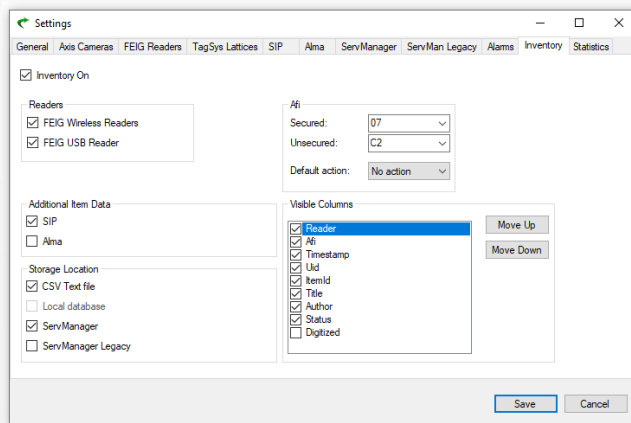 Settings
General Axis Cameras FEIG Readers TagSys Lattices SIP Alma ServManager ServMan Legacy Alarms Inventory Statistics
Inventory On
Readers
FEIG Wireless Readers
FEIG USB Reader
Afi
Secured: 07
Unsecured: C2
Default action: No action
Additional Item Data
SIP
Alma
Storage Location
CSV Text file
Local database
ServManager
ServManager Legacy
Visible Columns
Reader
Afi
Timestamp
Uid
ItemId
Title
Author
Status
Digitized
Move Up
Move Down
Save Cancel